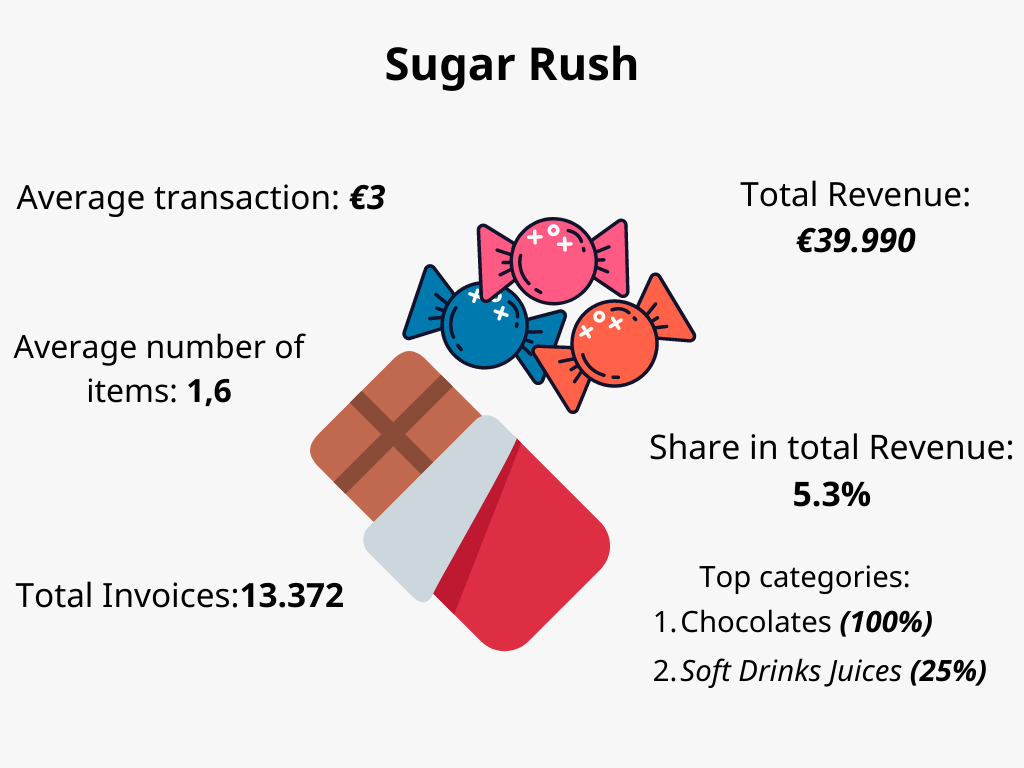 Sugar Rush
Average transaction: €3
Total Revenue:
€39.990
Average number of
items: 1,6
Share in total Revenue:
5.3%
Total Invoices:13.372
Top categories:
1. Chocolates (100%)
2. Soft Drinks Juices (25%)